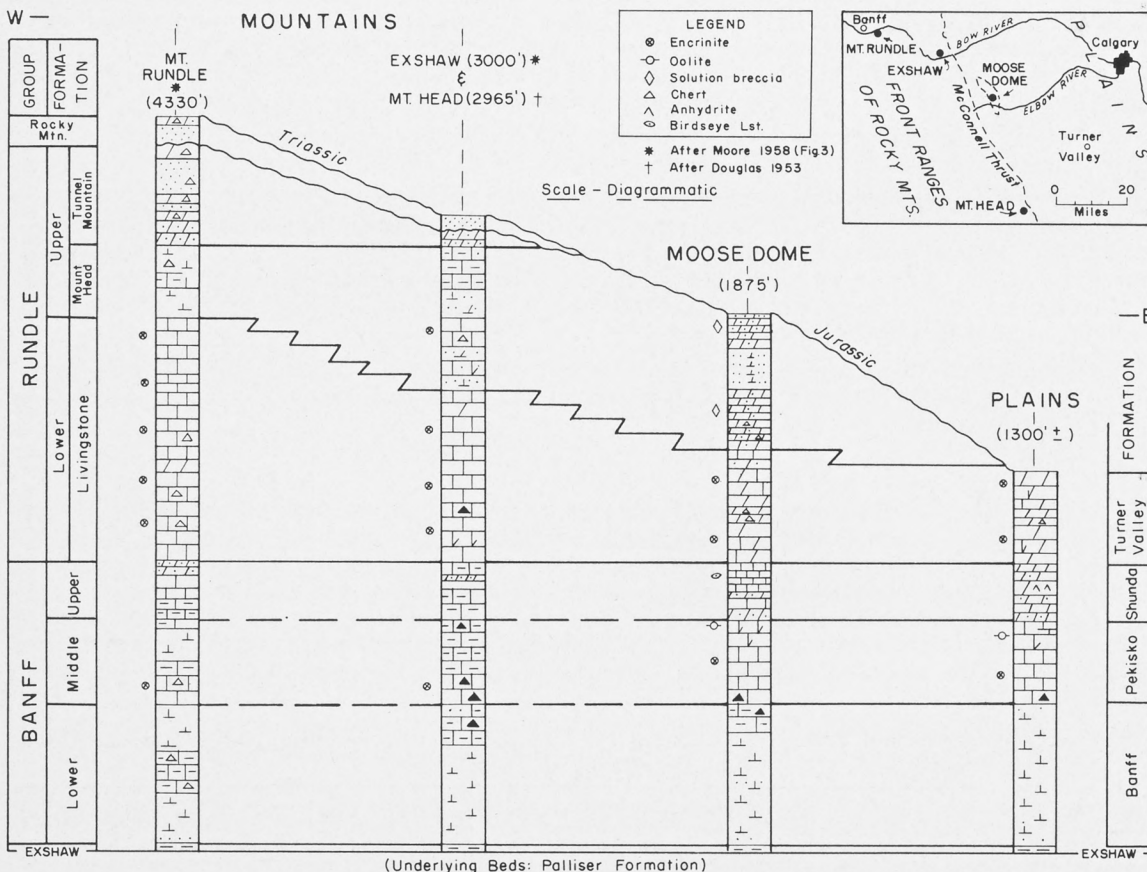 W —
MOUNTAINS
GROUP
FORMA-
TION
MT.
RUNDLE
*
(4330')
EXSHAW (3000') *
&
MT. HEAD (2965') †
LEGEND
Encrinite
Oolite
Solution breccia
Chert
Anhydrite
Birdseye Lst.
* After Moore 1958 (Fig.3)
† After Douglas 1953
Scale – Diagrammatic
Banff
MT. RUNDLE
EXSHAW
BOW RIVER
MOOSE
DOME
Calgary
ELBOW RIVER
PLAINS
McConnell Thrust
FRONT RANGES
OF ROCKY MTS.
Turner
Valley
MT. HEAD
0 20
Miles
Rocky
Mtn.
Triassic
RUNDLE
Upper
Tunnel
Mountain
Mount
Head
Lower
Livingstone
MOOSE DOME
(1875')
— E
Jurassic
PLAINS
(1300' ±)
FORMATION
Turner
Valley
Shunda
Pekisko
Banff
BANFF
Upper
Middle
Lower
EXSHAW
EXSHAW
(Underlying Beds: Palliser Formation)